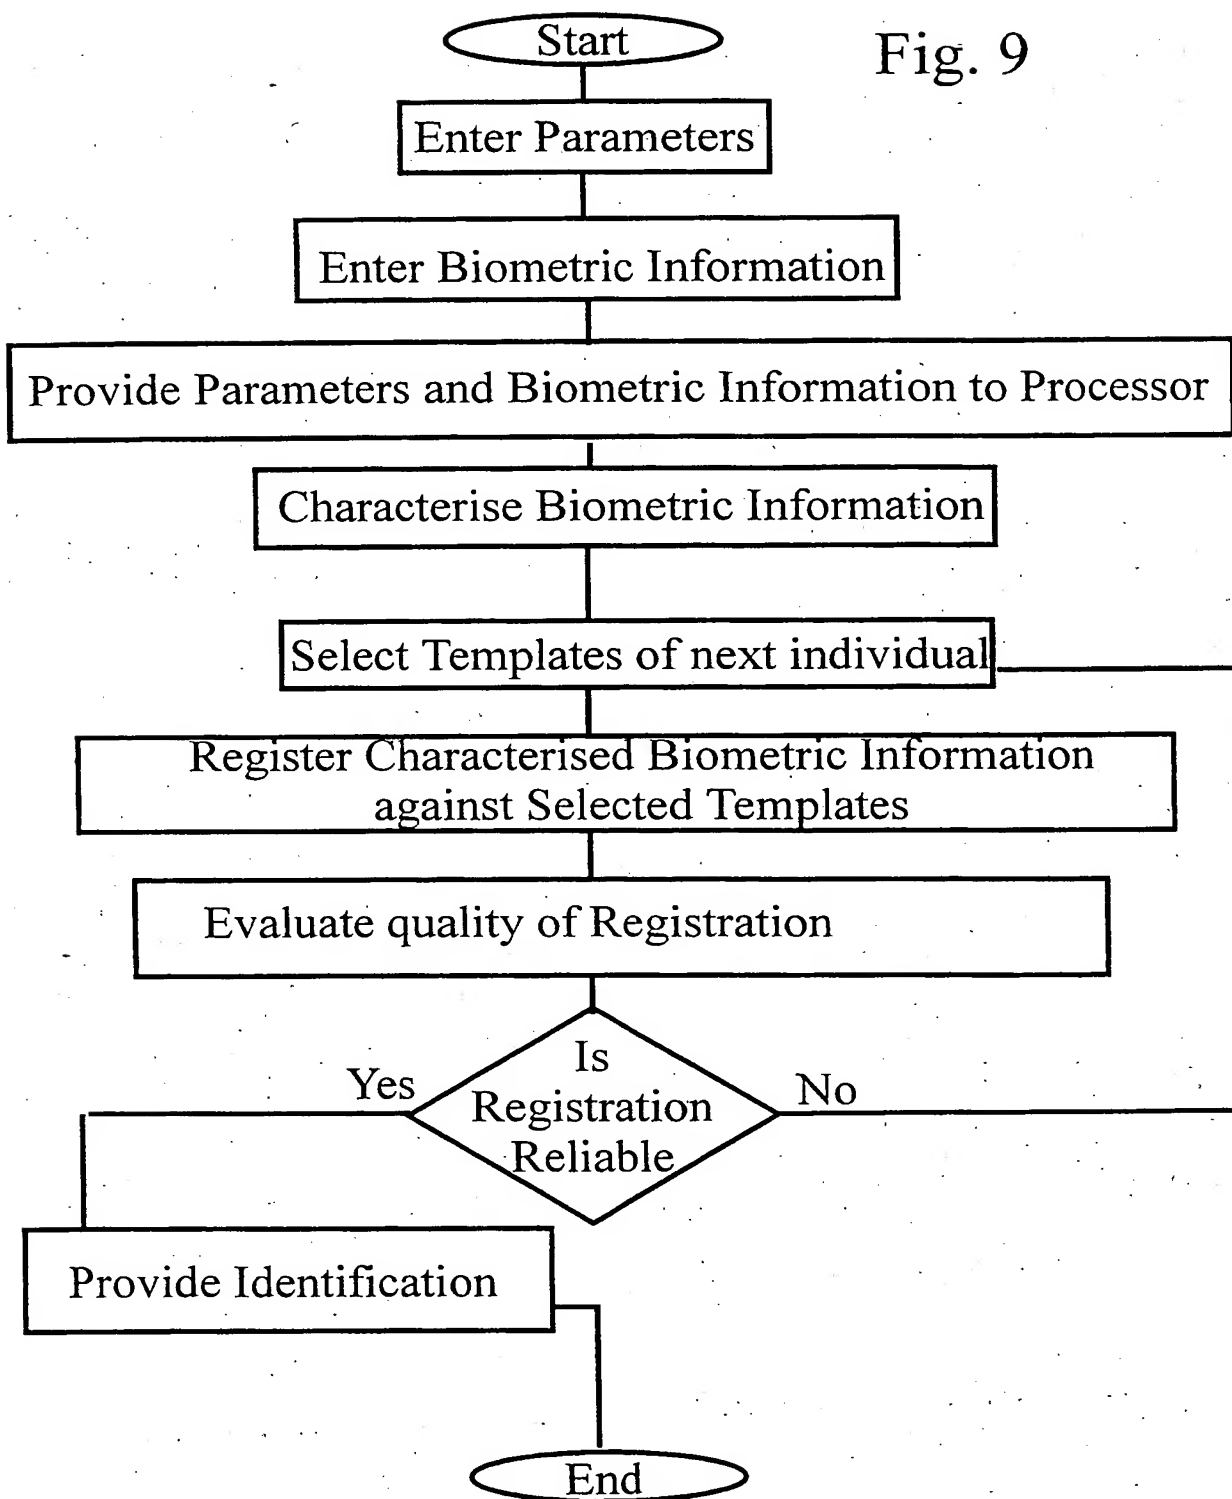 Fig. 9
Start
Enter Parameters
Enter Biometric Information
Provide Parameters and Biometric Information to Processor
Characterise Biometric Information
Select Templates of next individual
Register Characterised Biometric Information
against Selected Templates
Evaluate quality of Registration
Is
Registration
Reliable
Yes
No
Provide Identification
End